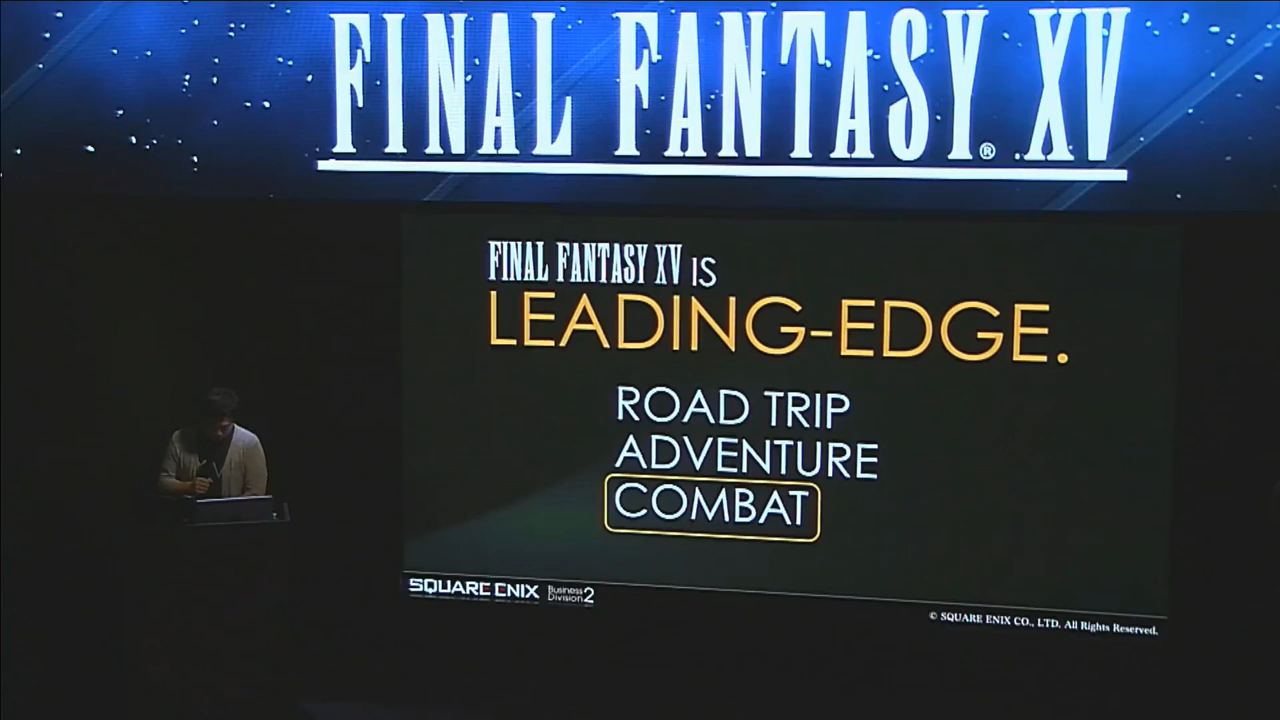 FINAL FANTASY® XV
FINAL FANTASY XV IS
LEADING-EDGE.
ROAD TRIP
ADVENTURE
COMBAT
SQUARE ENIX Business Division 2
© SQUARE ENIX CO., LTD. All Rights Reserved.